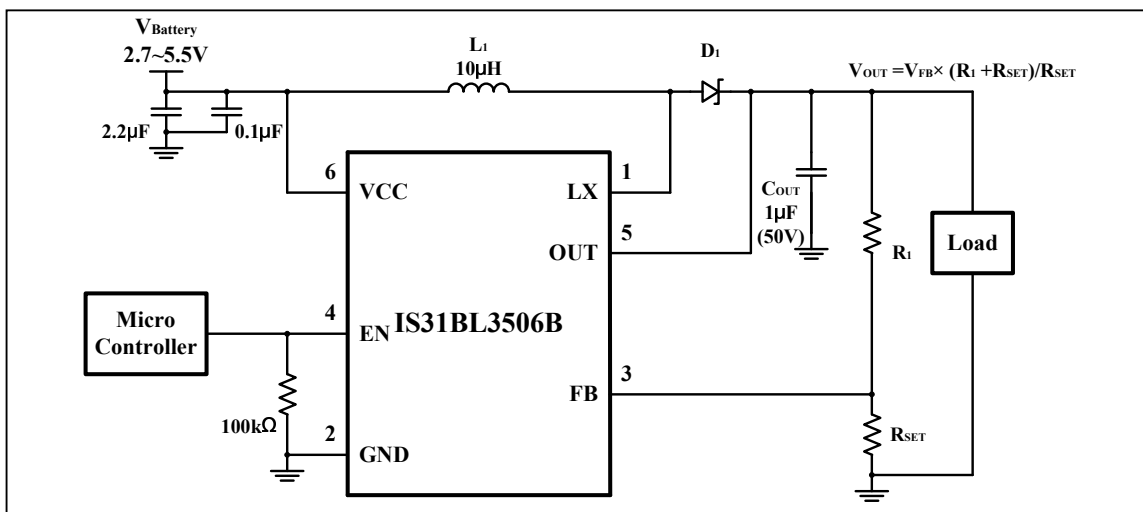 VBattery
2.7~5.5V
L1
10µH
D1
VOUT =VFB× (R1 +RSET)/RSET
2.2µF
0.1µF
6
VCC
1
LX
COUT
1µF
(50V)
5
OUT
R1
Load
Micro
Controller
4
EN
IS31BL3506B
3
FB
100kΩ
2
GND
RSET